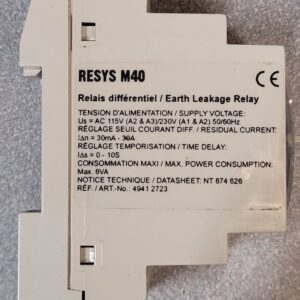 RESYS M40
CE
Relais différentiel / Earth Leakage Relay
TENSION D'ALIMENTATION / SUPPLY VOLTAGE:
Us = AC 115V (A2 & A3)/230V (A1 & A2) 50/60Hz
RÉGLAGE SEUIL COURANT DIFF. / RESIDUAL CURRENT:
I∆n = 30mA - 30A
RÉGLAGE TEMPORISATION / TIME DELAY:
I∆s = 0 - 10S
CONSOMMATION MAXI / MAX. POWER CONSUMPTION:
Max. 6VA
NOTICE TECHNIQUE / DATASHEET: NT 874 626
RÉF. / ART.-No.: 4941 2723